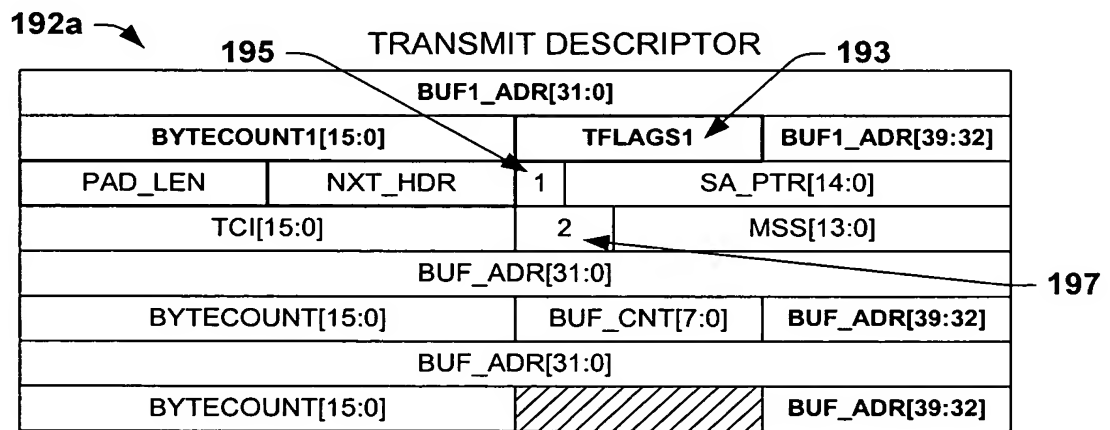 192a
195 TRANSMIT DESCRIPTOR 193
BUF1_ADR[31:0]
BYTECOUNT1[15:0] TFLAGS1 BUF1_ADR[39:32]
PAD_LEN NXT_HDR 1 SA_PTR[14:0]
TCI[15:0] 2 MSS[13:0]
BUF_ADR[31:0] 197
BYTECOUNT[15:0] BUF_CNT[7:0] BUF_ADR[39:32]
BUF_ADR[31:0]
BYTECOUNT[15:0] BUF_ADR[39:32]